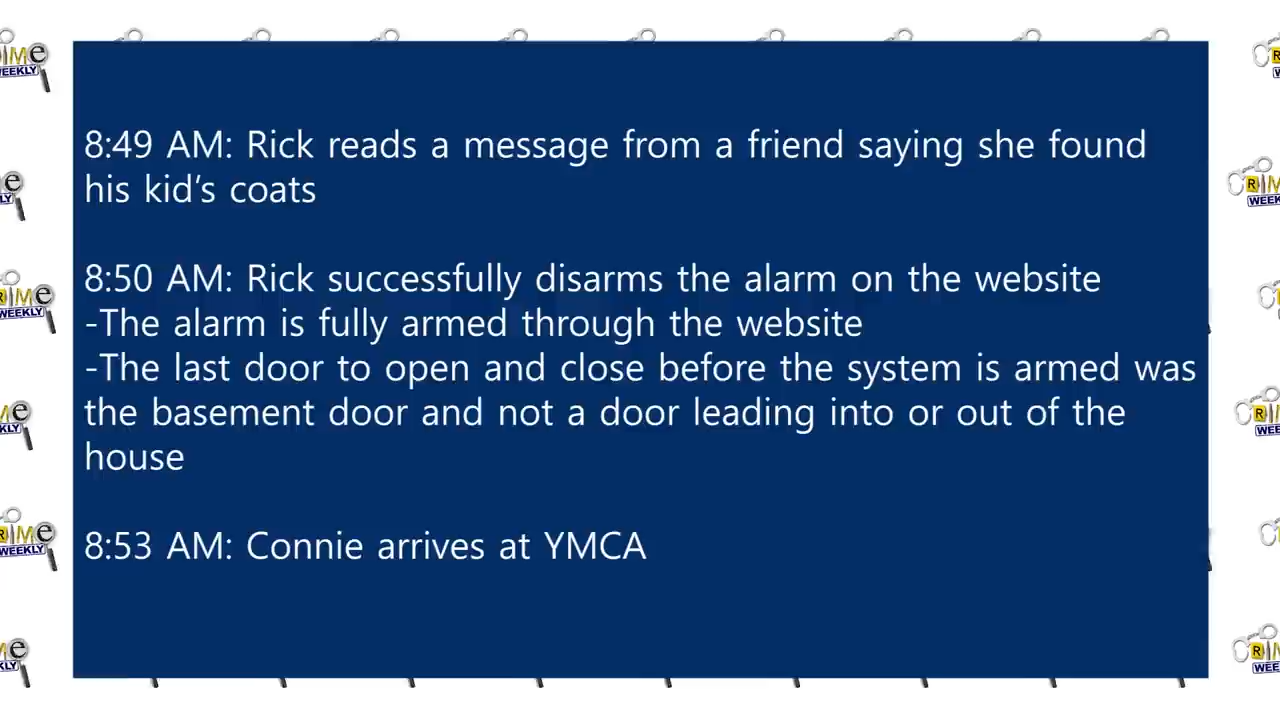 8:49 AM: Rick reads a message from a friend saying she found
his kid's coats
8:50 AM: Rick successfully disarms the alarm on the website
-The alarm is fully armed through the website
-The last door to open and close before the system is armed was
the basement door and not a door leading into or out of the
house
8:53 AM: Connie arrives at YMCA